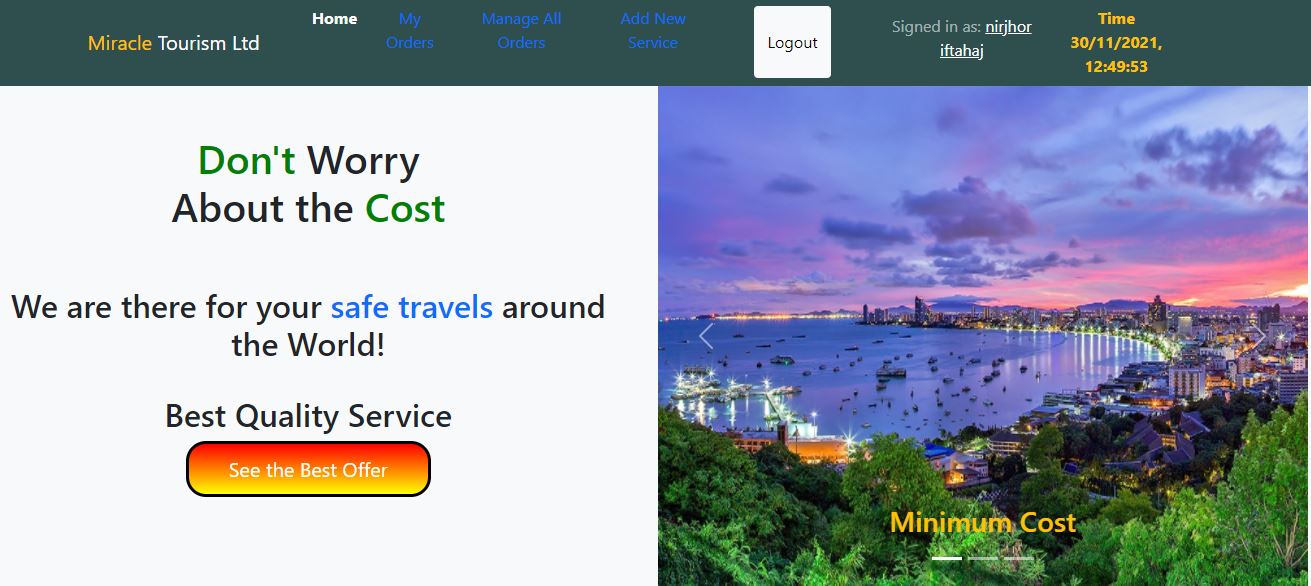 Miracle Tourism Ltd
Home
My
Orders
Manage All
Orders
Add New
Service
Logout
Signed in as: nirjhor
iftahaj
Time
30/11/2021,
12:49:53
Don't Worry
About the Cost
We are there for your safe travels around
the World!
Best Quality Service
See the Best Offer
Minimum Cost